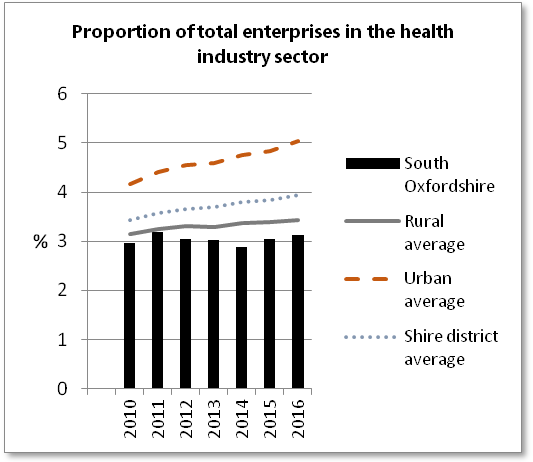 Proportion of total enterprises in the health
industry sector
6
5
4
3
2
1
0
%
2010
2011
2012
2013
2014
2015
2016
South
Oxfordshire
Rural
average
Urban
average
Shire district
average